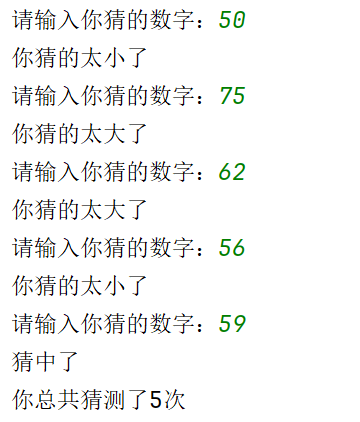 请输入你猜的数字：50
你猜的太小了
请输入你猜的数字：75
你猜的太大了
请输入你猜的数字：62
你猜的太大了
请输入你猜的数字：56
你猜的太小了
请输入你猜的数字：59
猜中了
你总共猜测了5次